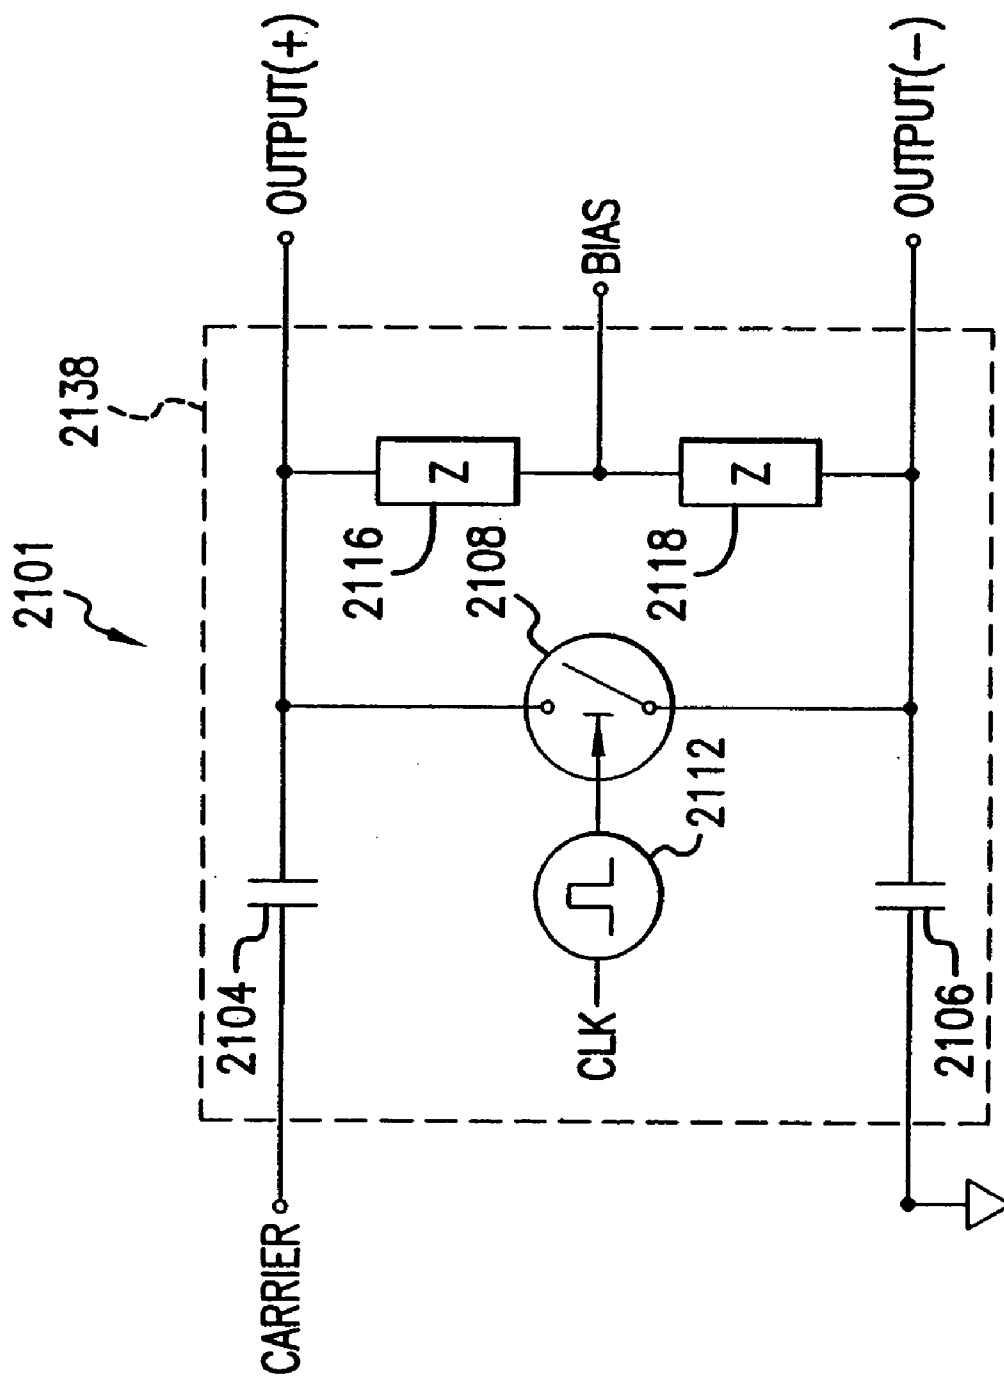 2101
2138
CARRIER
2104
OUTPUT(+)
2116
Z
2108
BIAS
CLK
2112
2118
Z
2106
OUTPUT(-)